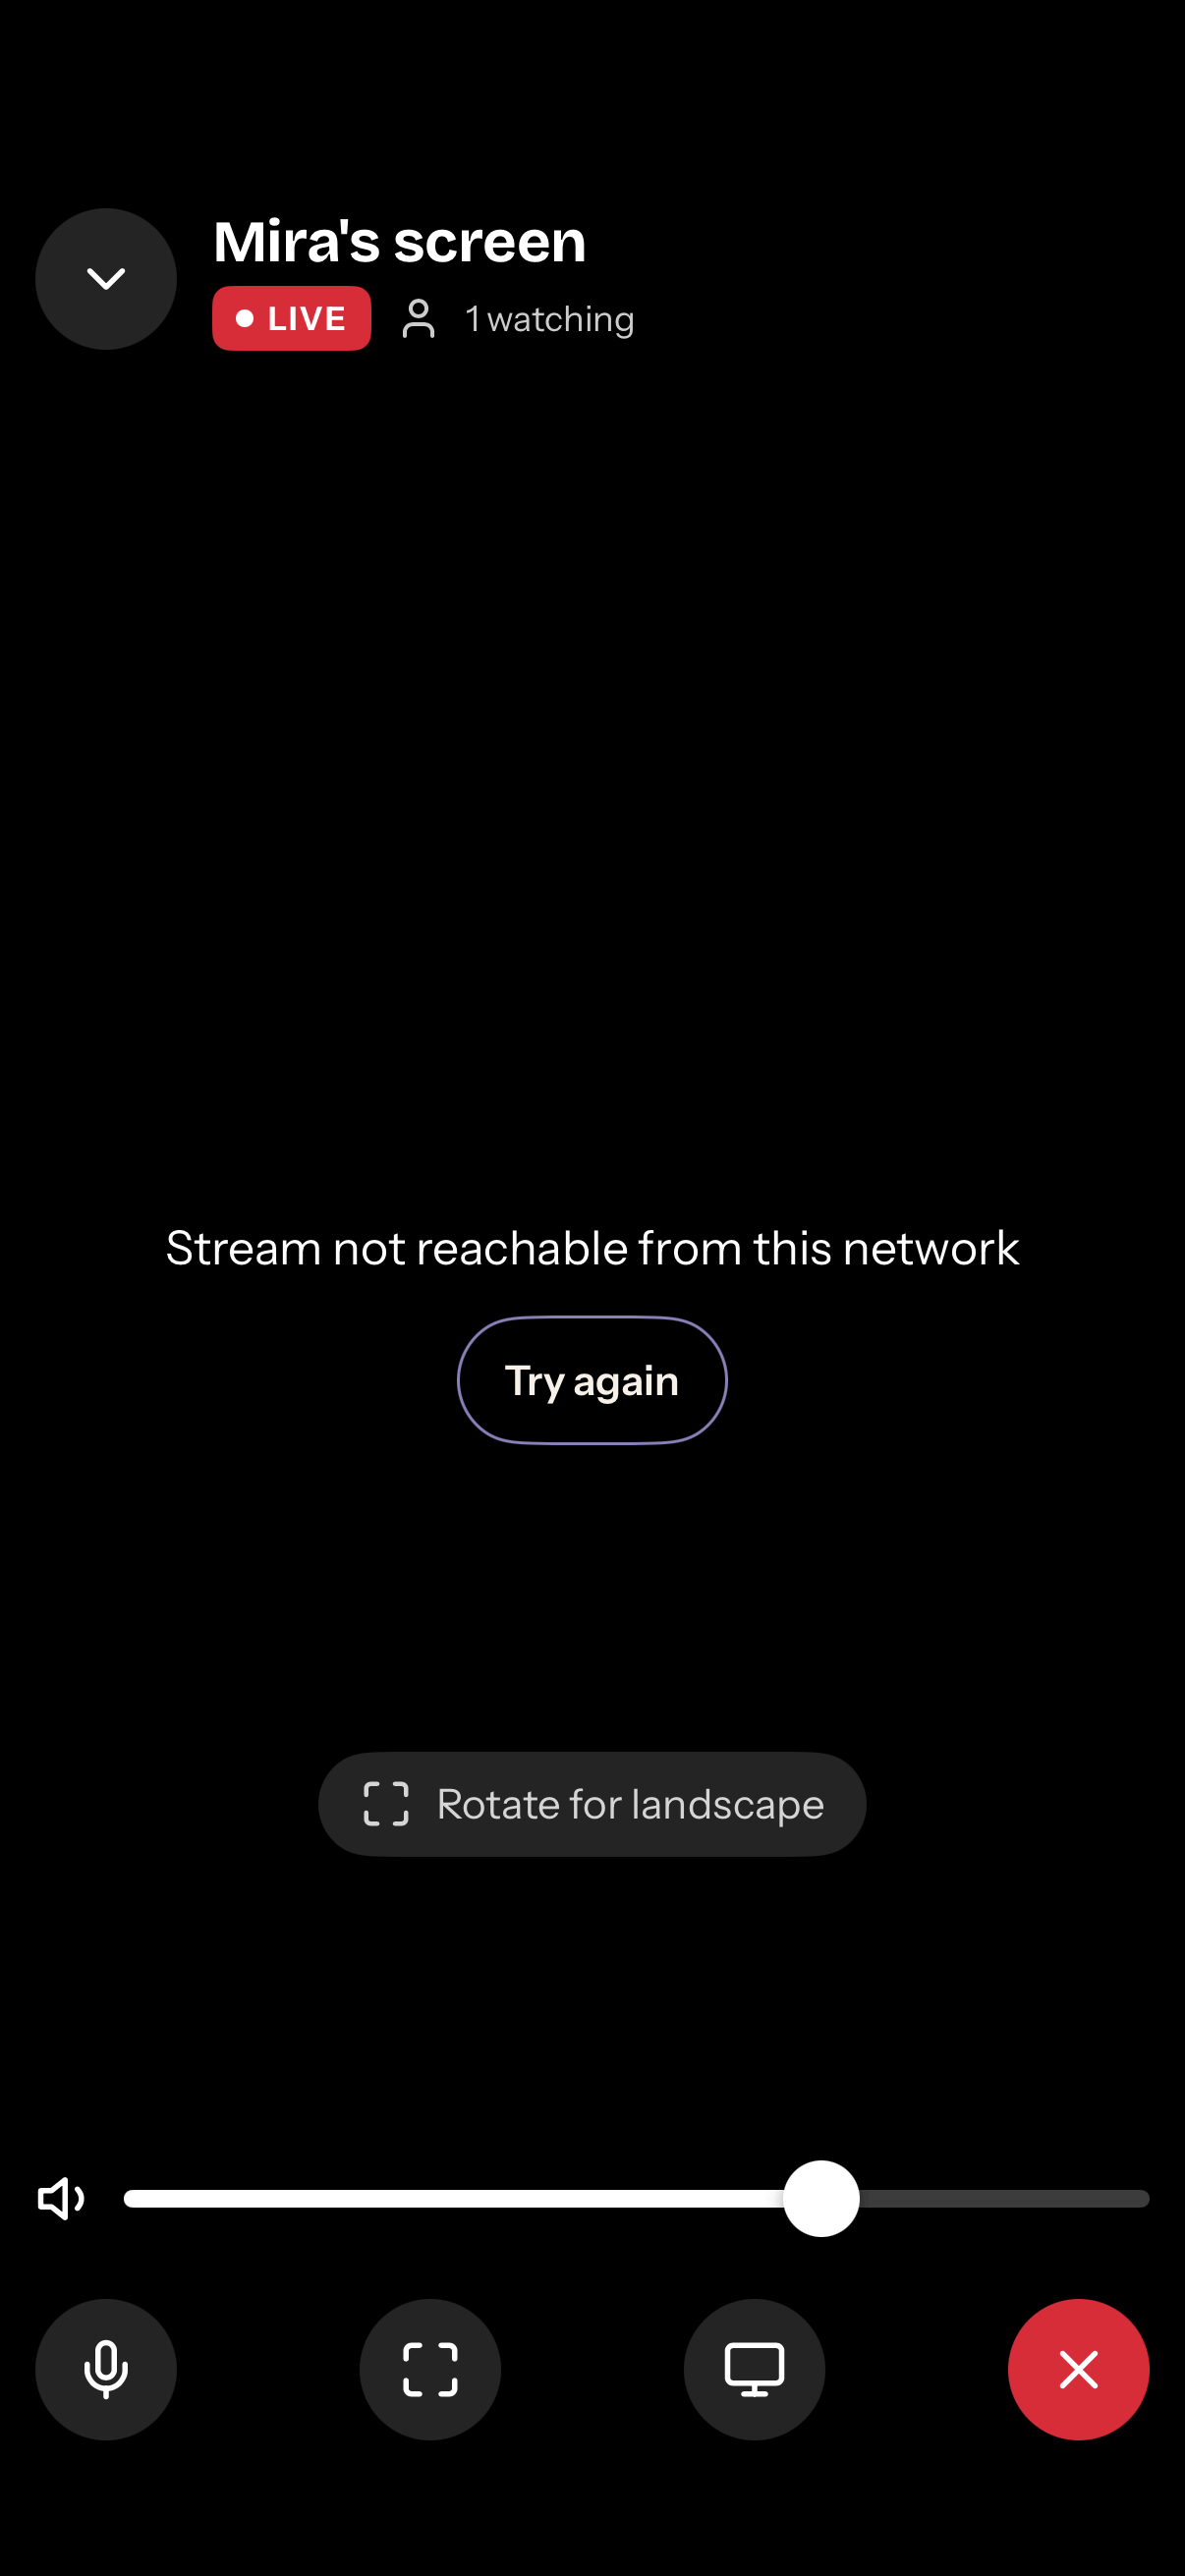 Mira's screen
LIVE
1 watching
Stream not reachable from this network
Try again
Rotate for landscape